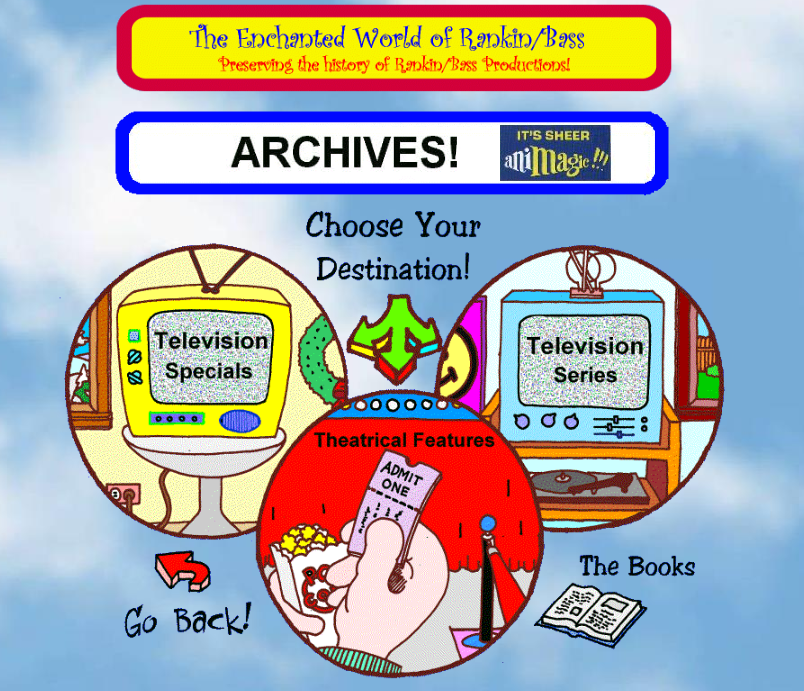 The Enchanted World of Rankin/Bass
Preserving the history of Rankin/Bass Productions!
ARCHIVES!
IT'S SHEER
aniMagic !!!
Choose Your
Destination!
Television
Specials
Television
Series
Theatrical Features
ADMIT
ONE
The Books
Go Back!